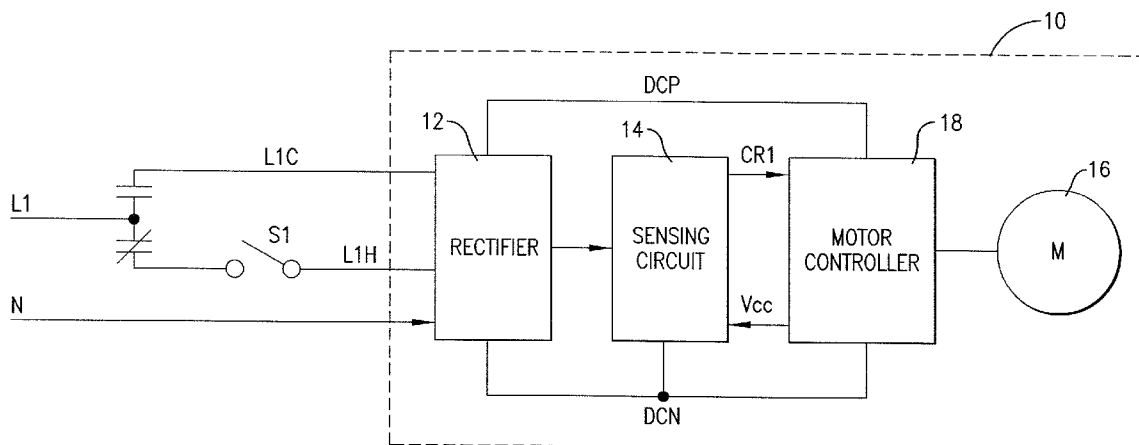 10
DCP
12
14
18
L1C
CR1
16
L1
S1
RECTIFIER
SENSING
CIRCUIT
MOTOR
CONTROLLER
M
L1H
N
Vcc
DCN